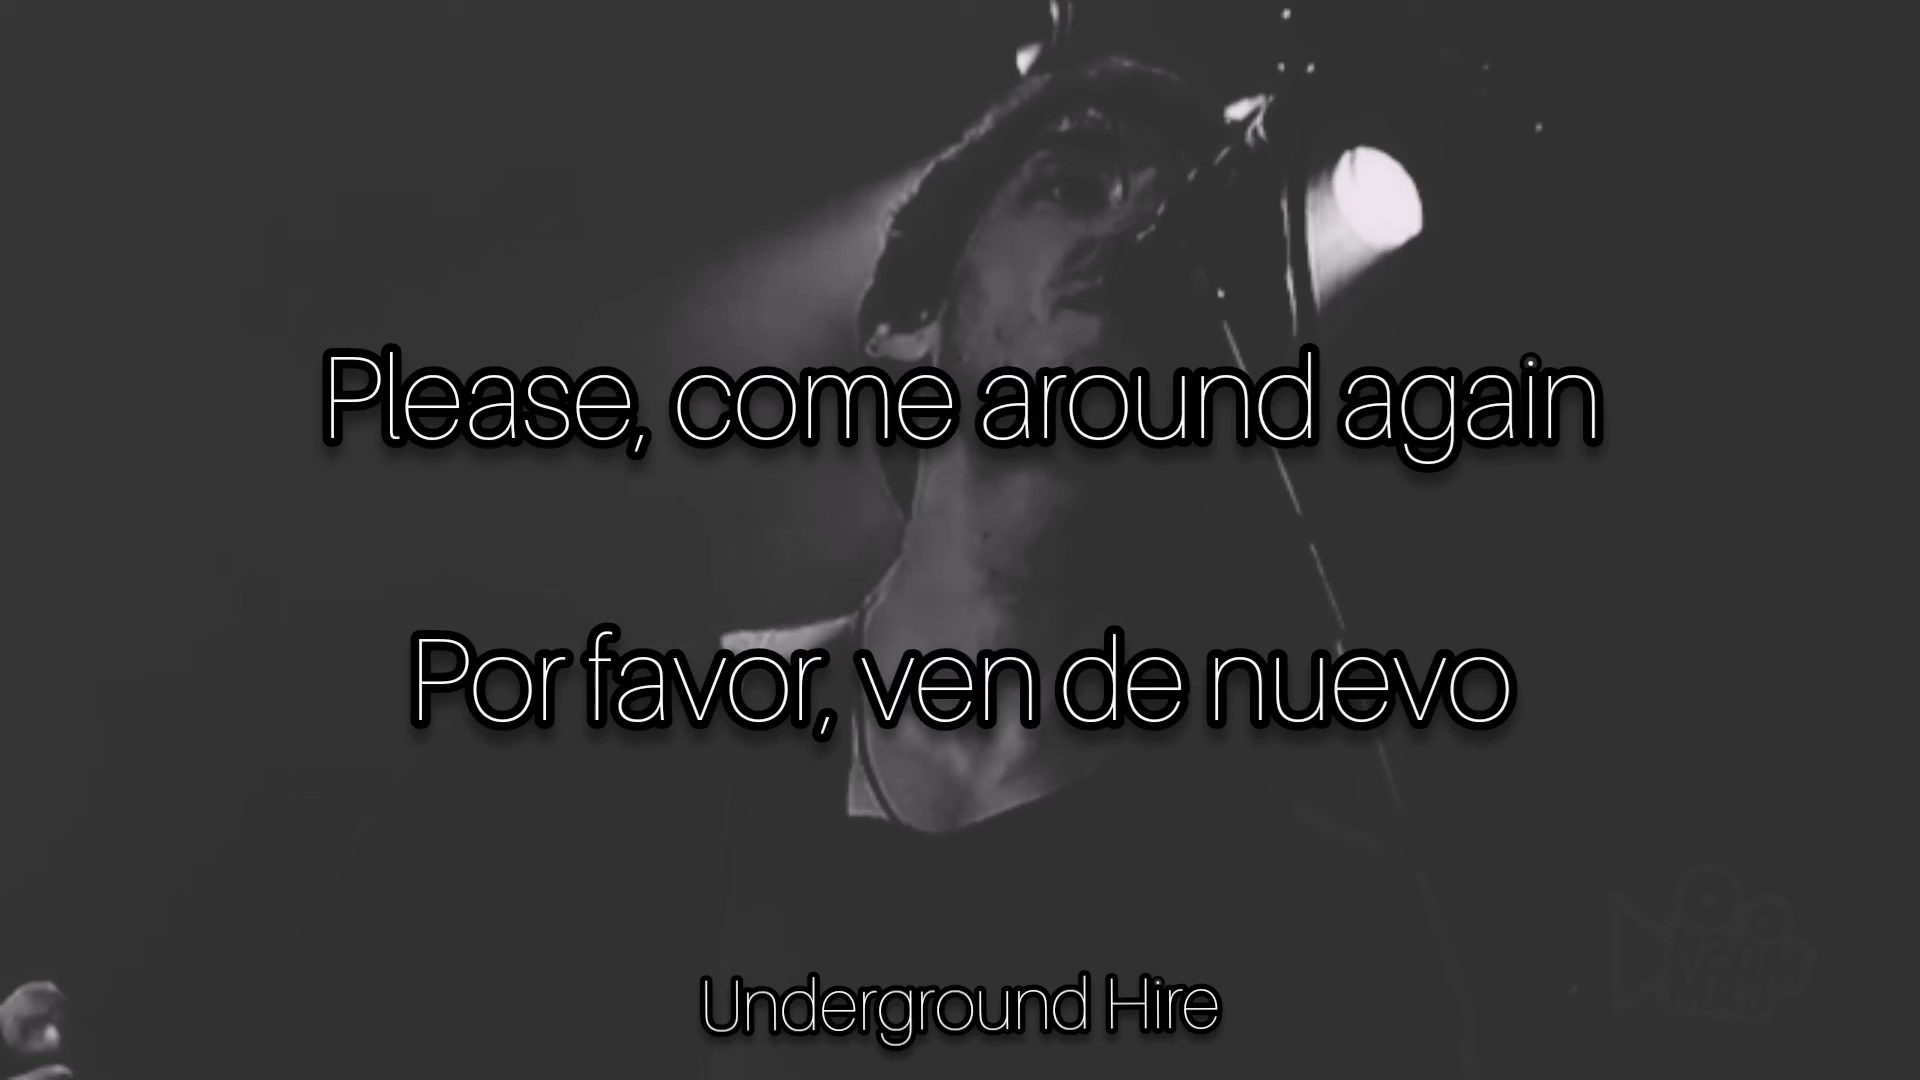 Please, come around again
Por favor, ven de nuevo
Underground Hire